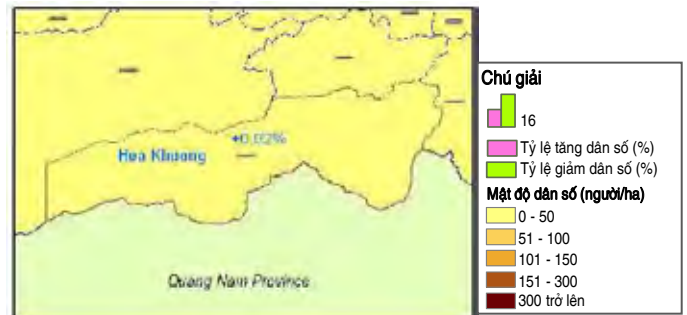 +0.02%
Hoa Khuong
Quang Nam Province
Chú giải
16
Tỷ lệ tăng dân số (%)
Tỷ lệ giảm dân số (%)
Mật độ dân số (người/ha)
0 - 50
51 - 100
101 - 150
151 - 300
300 trở lên